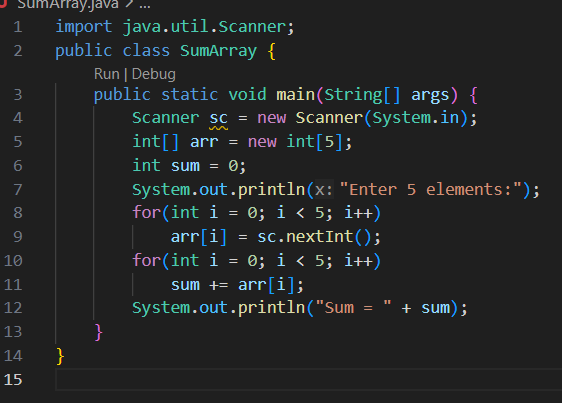 SumArray.java > ...
1 import java.util.Scanner;
2 public class SumArray {
Run | Debug
3 public static void main(String[] args) {
4 Scanner sc = new Scanner(System.in);
5 int[] arr = new int[5];
6 int sum = 0;
7 System.out.println(x: "Enter 5 elements:");
8 for(int i = 0; i < 5; i++)
9 arr[i] = sc.nextInt();
10 for(int i = 0; i < 5; i++)
11 sum += arr[i];
12 System.out.println("Sum = " + sum);
13 }
14 }
15